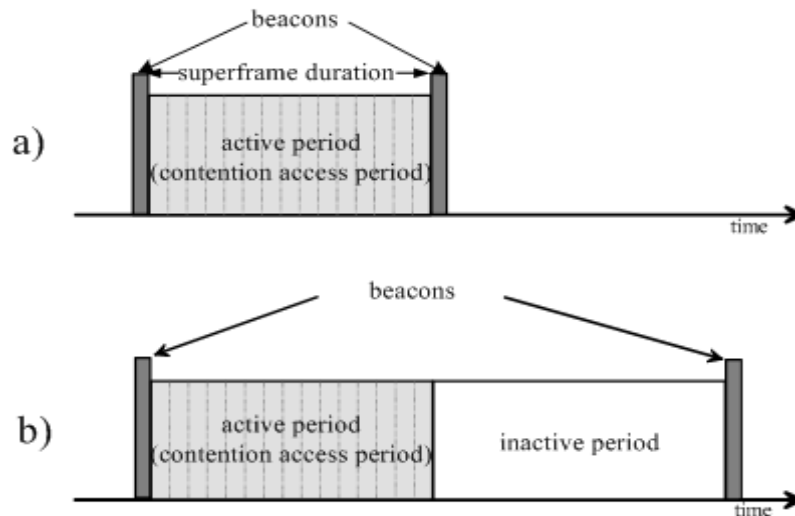 beacons
superframe duration
a)
active period
(contention access period)
time
beacons
b)
active period
(contention access period)
inactive period
time